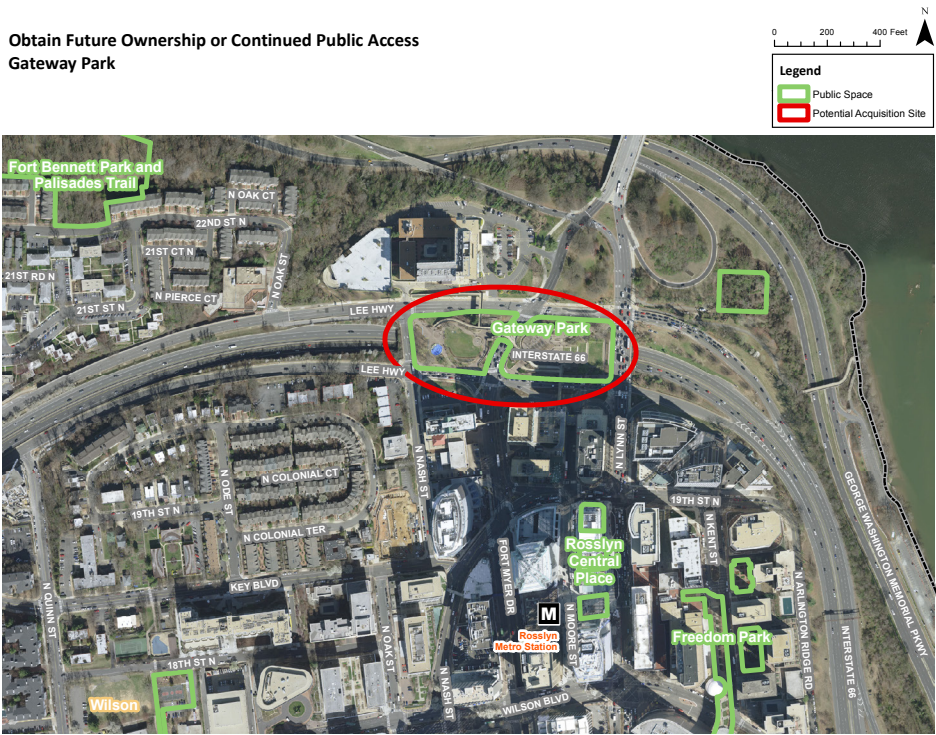 Obtain Future Ownership or Continued Public Access
Gateway Park
N
0 200 400 Feet
Legend
Public Space
Potential Acquisition Site
Fort Bennett Park and
Palisades Trail
N OAK CT
22ND ST N
21ST CT N
21ST RD N
N OAK ST
N PIERCE CT
21ST ST N
LEE HWY
Gateway Park
INTERSTATE 66
LEE HWY
N LYNN ST
N NASH ST
N COLONIAL CT
N ODE ST
19TH ST N
19TH ST N
N COLONIAL TER
N KENT ST
GEORGE WASHINGTON MEMORIAL PKWY
Rosslyn
Central
Place
FORT MYER DR
KEY BLVD
N QUINN ST
N ARLINGTON RIDGE RD
M
N MOORE ST
Rosslyn
Metro Station
Freedom Park
INTERSTATE 66
N OAK ST
18TH ST N
N NASH ST
Wilson
WILSON BLVD